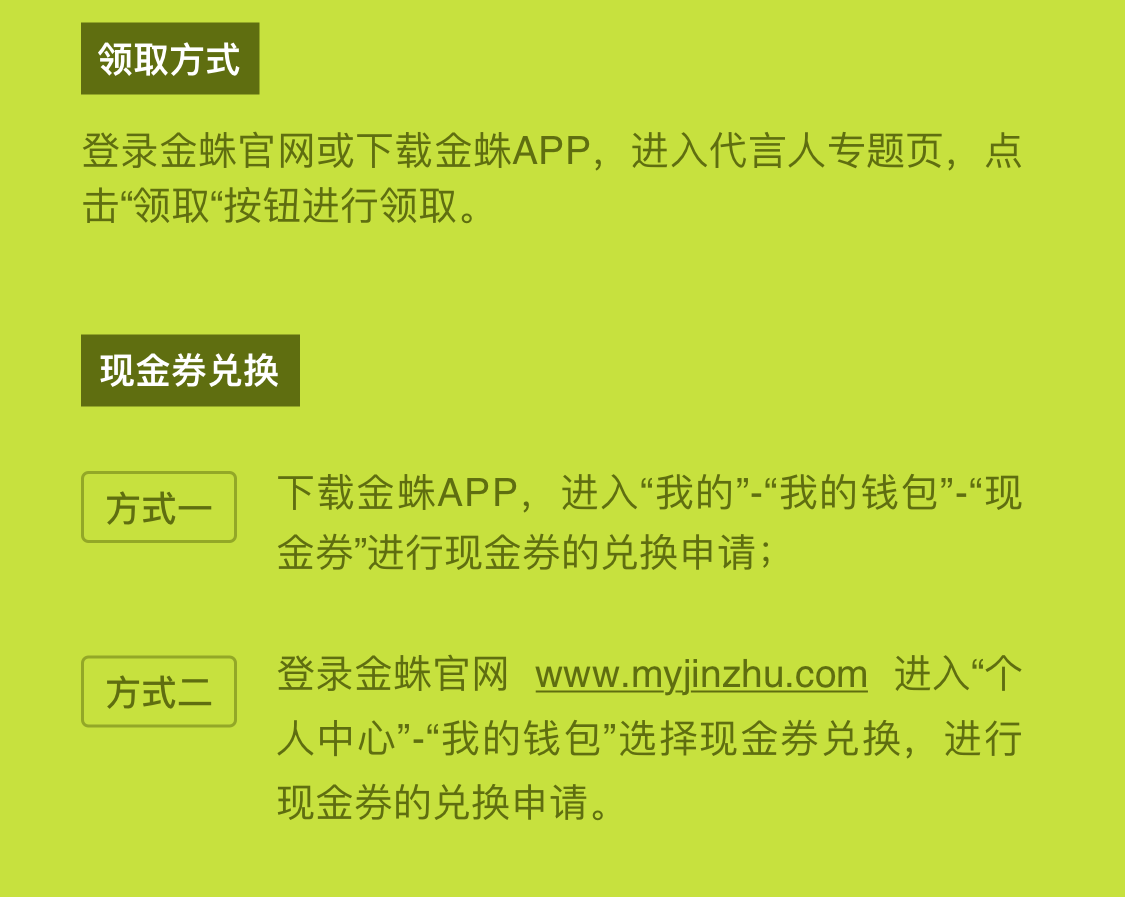 领取方式
登录金蛛官网或下载金蛛APP，进入代言人专题页，点
击“领取“按钮进行领取。
现金券兑换
方式一
下载金蛛APP，进入“我的”-“我的钱包”-“现
金券”进行现金券的兑换申请；
方式二
登录金蛛官网 www.myjinzhu.com 进入“个
人中心”-“我的钱包”选择现金券兑换，进行
现金券的兑换申请。